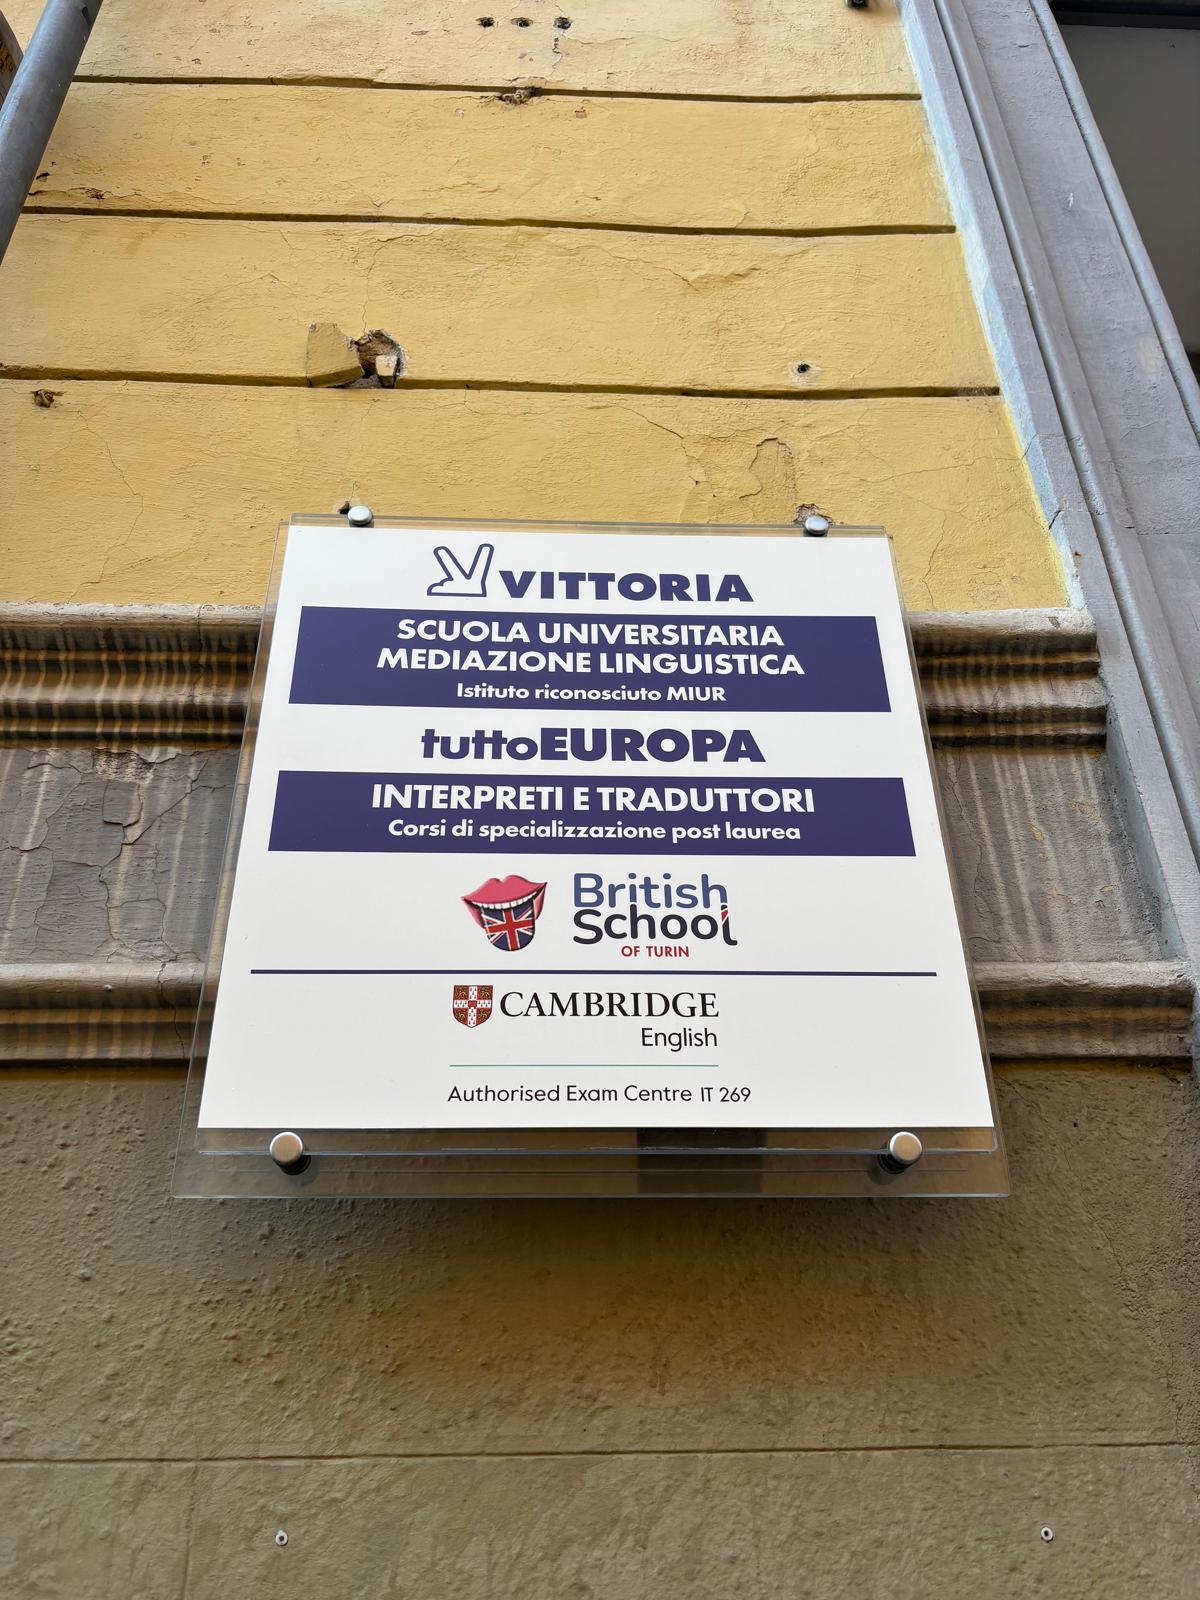 VITTORIA
SCUOLA UNIVERSITARIA
MEDIAZIONE LINGUISTICA
Istituto riconosciuto MIUR
tuttoEUROPA
INTERPRETI E TRADUTTORI
Corsi di specializzazione post laurea
British
School
OF TURIN
CAMBRIDGE
English
Authorised Exam Centre IT 269